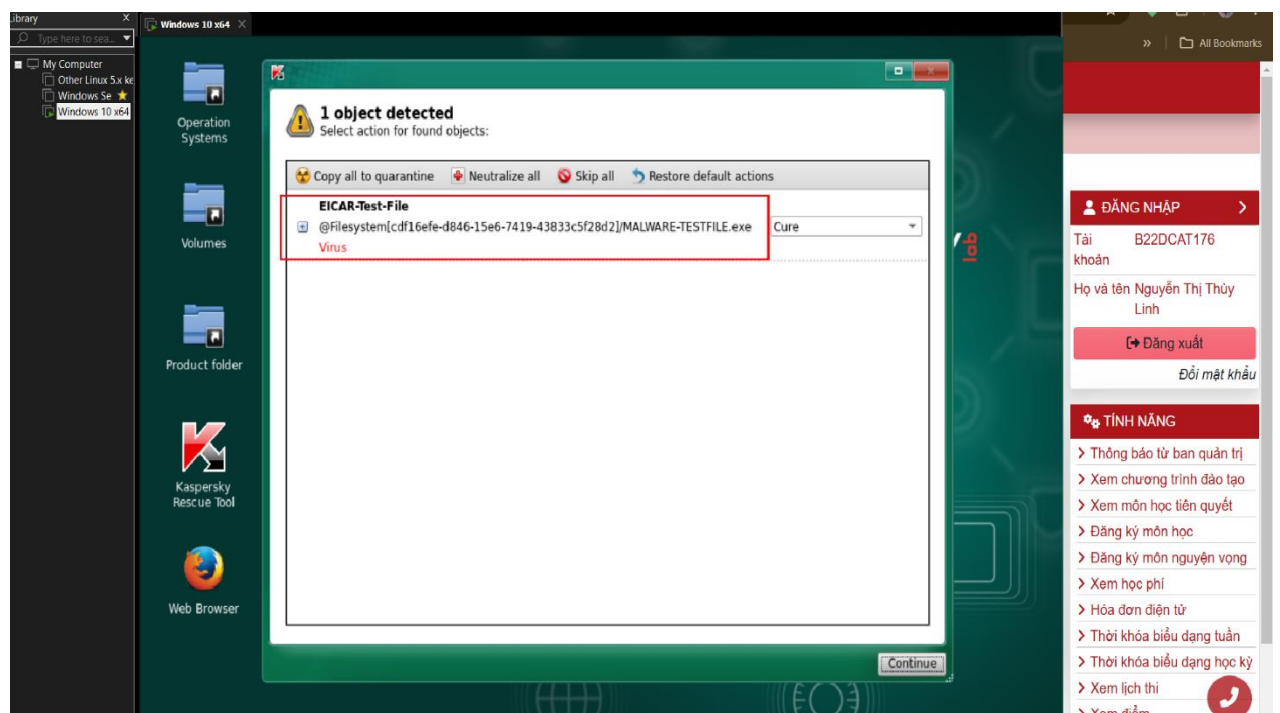 ibrary
Type here to sea...
My Computer
Other Linux 5.x ke
Windows Se
Windows 10 x64
Windows 10 x64
Operation
Systems
Volumes
Product folder
Kaspersky
Rescue Tool
Web Browser
1 object detected
Select action for found objects:
Copy all to quarantine Neutralize all Skip all Restore default actions
EICAR-Test-File
@Filesystem[cdf16efe-d846-15e6-7419-43833c5f28d2]/MALWARE-TESTFILE.exe Cure
Virus
Continue
lab
» All Bookmarks
ĐĂNG NHẬP
Tài khoản B22DCAT176
Họ và tên Nguyễn Thị Thùy
Linh
Đăng xuất
Đổi mật khẩu
TÍNH NĂNG
Thông báo từ ban quản trị
Xem chương trình đào tạo
Xem môn học tiên quyết
Đăng ký môn học
Đăng ký môn nguyện vọng
Xem học phí
Hóa đơn điện tử
Thời khóa biểu dạng tuần
Thời khóa biểu dạng học kỳ
Xem lịch thi
Xem điểm